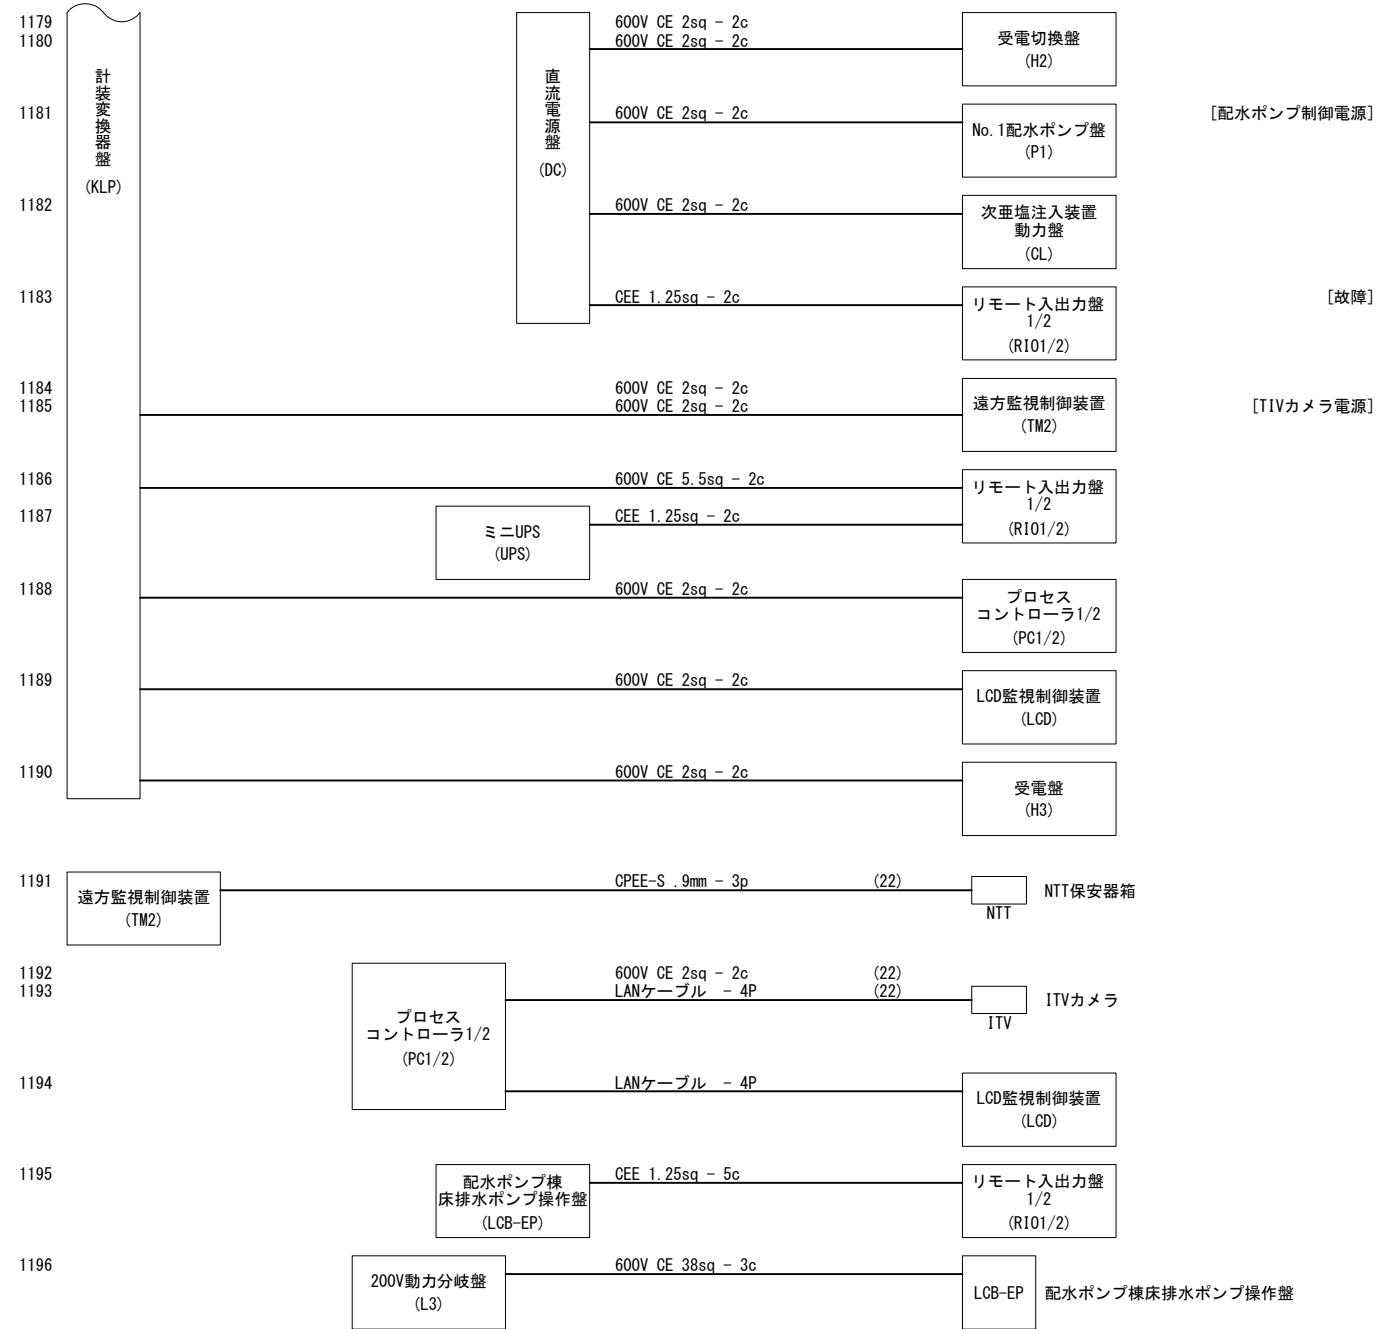 1179
600V CE 2sq - 2c
1180
600V CE 2sq - 2c
受電切換盤
(H2)
計装変換器盤
(KLP)
直流電源盤
(DC)
1181
600V CE 2sq - 2c
No.1配水ポンプ盤
(P1)
[配水ポンプ制御電源]
1182
600V CE 2sq - 2c
次亜塩注入装置
動力盤
(CL)
1183
CEE 1.25sq - 2c
リモート入出力盤
1/2
(RIO1/2)
[故障]
1184
600V CE 2sq - 2c
1185
600V CE 2sq - 2c
遠方監視制御装置
(TM2)
[TIVカメラ電源]
1186
600V CE 5.5sq - 2c
リモート入出力盤
1/2
(RIO1/2)
1187
ミニUPS
(UPS)
CEE 1.25sq - 2c
1188
600V CE 2sq - 2c
プロセス
コントローラ1/2
(PC1/2)
1189
600V CE 2sq - 2c
LCD監視制御装置
(LCD)
1190
600V CE 2sq - 2c
受電盤
(H3)
1191
遠方監視制御装置
(TM2)
CPEE-S .9mm - 3p (22)
NTT
NTT保安器箱
1192
600V CE 2sq - 2c (22)
1193
LANケーブル - 4P (22)
プロセス
コントローラ1/2
(PC1/2)
ITV
ITVカメラ
1194
LANケーブル - 4P
LCD監視制御装置
(LCD)
1195
配水ポンプ棟
床排水ポンプ操作盤
(LCB-EP)
CEE 1.25sq - 5c
リモート入出力盤
1/2
(RIO1/2)
1196
200V動力分岐盤
(L3)
600V CE 38sq - 3c
LCB-EP
配水ポンプ棟床排水ポンプ操作盤